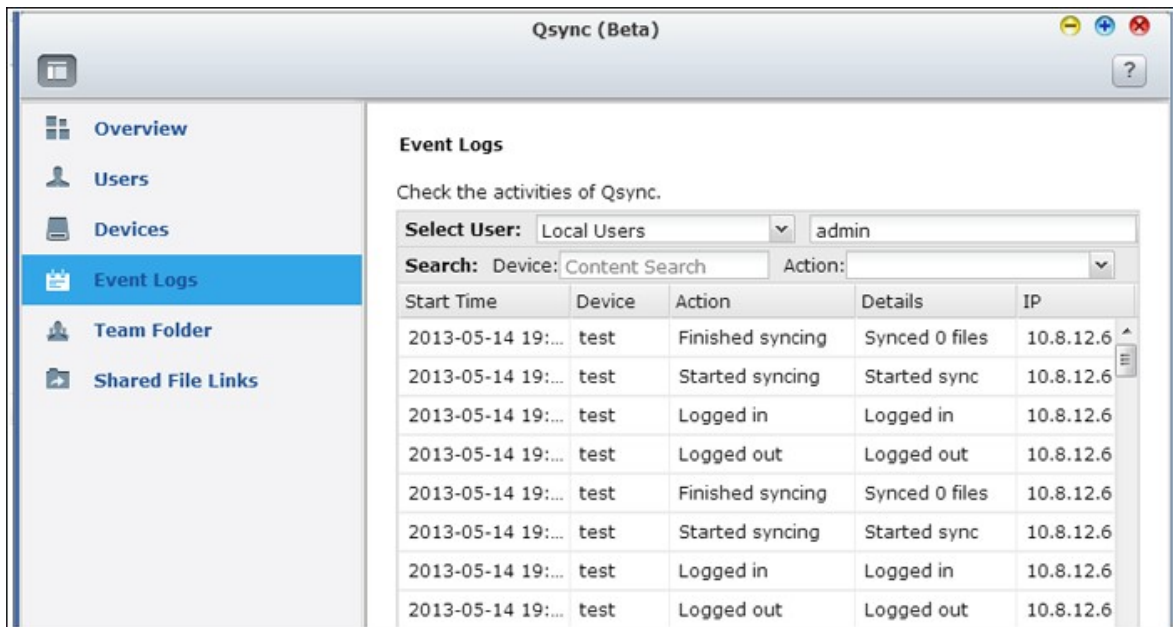 Qsync (Beta)
?
Overview
Users
Devices
Event Logs
Team Folder
Shared File Links
Event Logs
Check the activities of Qsync.
Select User: Local Users admin
Search: Device: Content Search Action:
Start Time Device Action Details IP
2013-05-14 19:... test Finished syncing Synced 0 files 10.8.12.6
2013-05-14 19:... test Started syncing Started sync 10.8.12.6
2013-05-14 19:... test Logged in Logged in 10.8.12.6
2013-05-14 19:... test Logged out Logged out 10.8.12.6
2013-05-14 19:... test Finished syncing Synced 0 files 10.8.12.6
2013-05-14 19:... test Started syncing Started sync 10.8.12.6
2013-05-14 19:... test Logged in Logged in 10.8.12.6
2013-05-14 19:... test Logged out Logged out 10.8.12.6